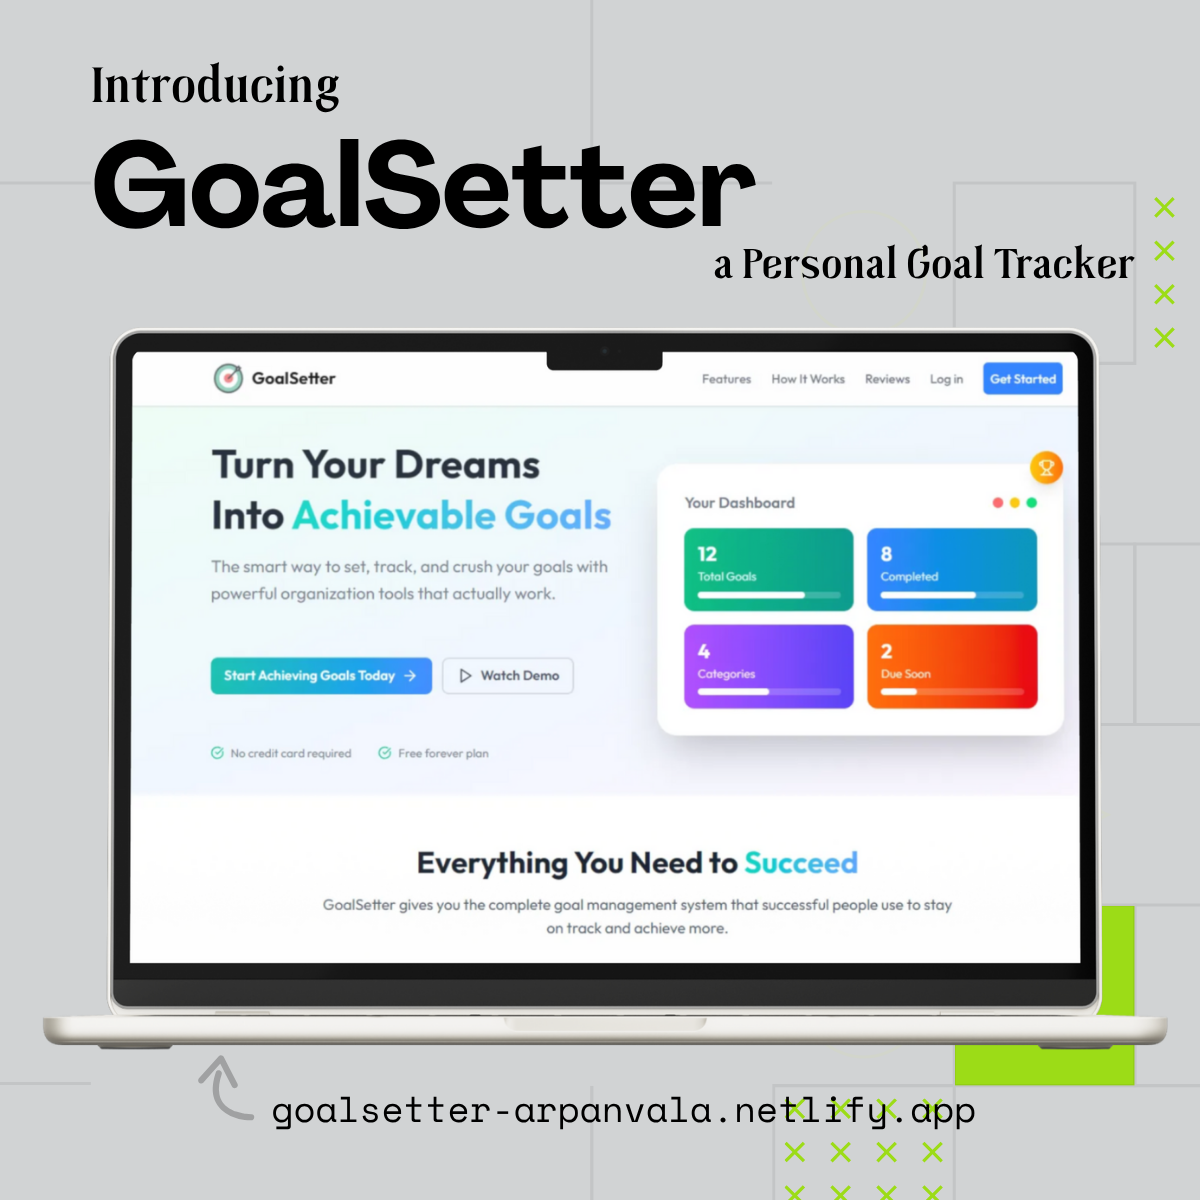 Introducing
GoalSetter
a Personal Goal Tracker
GoalSetter
Features How It Works Reviews Log in Get Started
Turn Your Dreams
Into Achievable Goals
The smart way to set, track, and crush your goals with
powerful organization tools that actually work.
Start Achieving Goals Today → Watch Demo
No credit card required Free forever plan
Your Dashboard
12
Total Goals
8
Completed
4
Categories
2
Due Soon
Everything You Need to Succeed
GoalSetter gives you the complete goal management system that successful people use to stay
on track and achieve more.
goalsetter-arpanvala.netlify.app